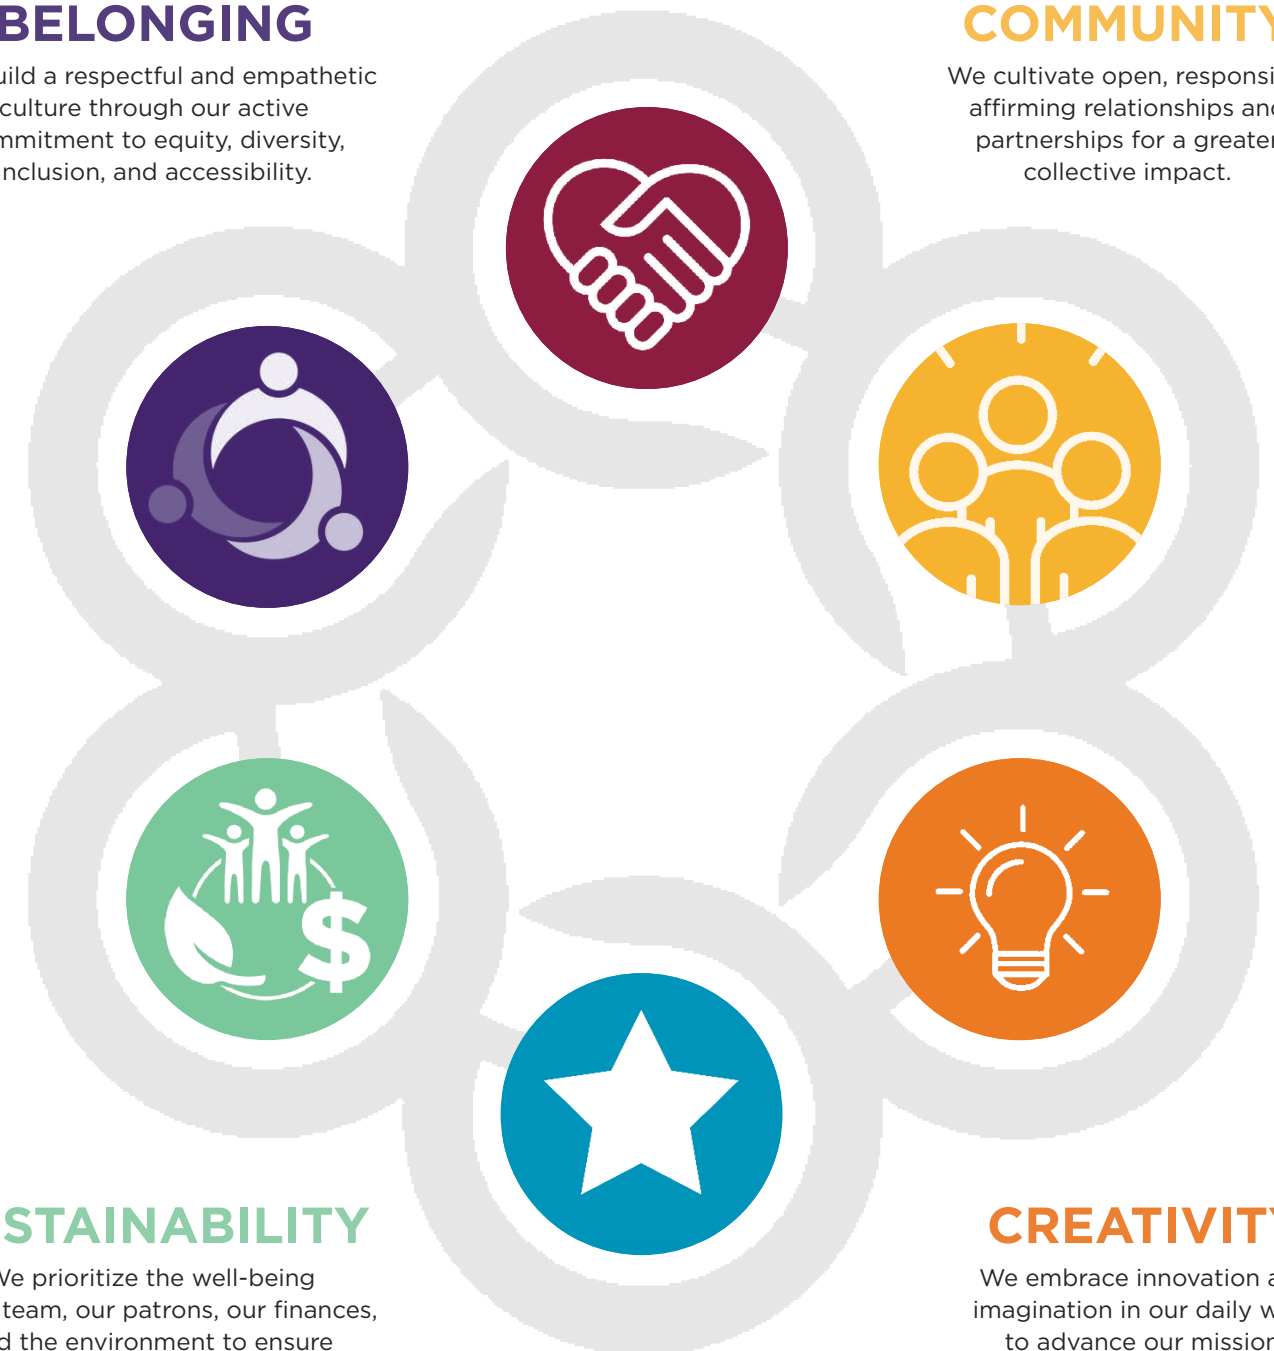 BELONGING
uild a respectful and empathetic
culture through our active
mmitment to equity, diversity,
nclusion, and accessibility.
COMMUNITY
We cultivate open, responsi
affirming relationships and
partnerships for a greater
collective impact.
$
STAINABILITY
We prioritize the well-being
team, our patrons, our finances,
d the environment to ensure
CREATIVITY
We embrace innovation a
imagination in our daily w
to advance our mission